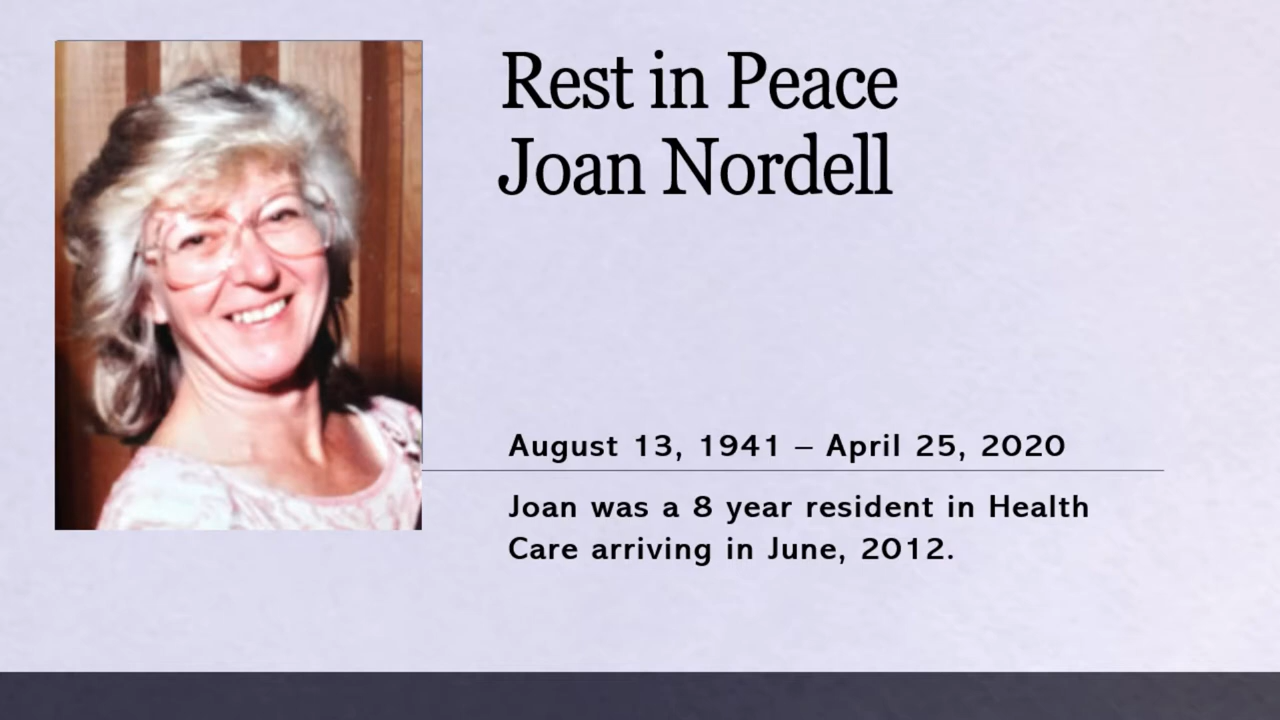 Rest in Peace
Joan Nordell
August 13, 1941 – April 25, 2020
Joan was a 8 year resident in Health
Care arriving in June, 2012.